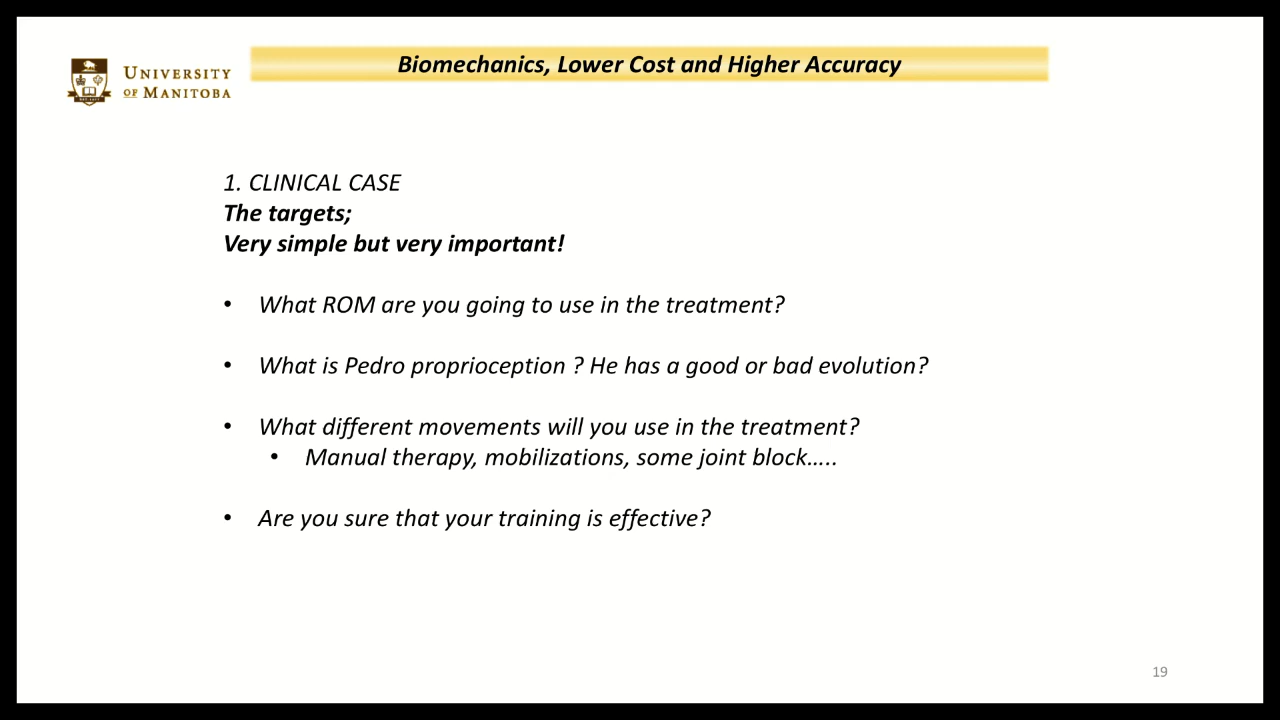 UNIVERSITY
OF MANITOBA
Biomechanics, Lower Cost and Higher Accuracy
1. CLINICAL CASE
The targets;
Very simple but very important!
• What ROM are you going to use in the treatment?
• What is Pedro proprioception ? He has a good or bad evolution?
• What different movements will you use in the treatment?
• Manual therapy, mobilizations, some joint block.....
• Are you sure that your training is effective?
19